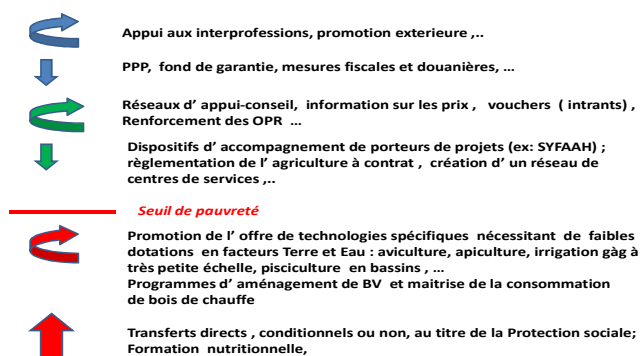 Appui aux interprofessions, promotion exterieure ,..
PPP, fond de garantie, mesures fiscales et douanières, ...
Réseaux d' appui-conseil, information sur les prix , vouchers ( intrants) ,
Renforcement des OPR ...
Dispositifs d' accompagnement de porteurs de projets (ex: SYFAAH) ;
règlementation de l' agriculture à contrat , création d' un réseau de
centres de services ,..
Seuil de pauvreté
Promotion de l' offre de technologies spécifiques nécessitant de faibles
dotations en facteurs Terre et Eau : aviculture, apiculture, irrigation gàg à
très petite échelle, pisciculture en bassins , ...
Programmes d' aménagement de BV et maitrise de la consommation
de bois de chauffe
Transferts directs , conditionnels ou non, au titre de la Protection sociale;
Formation nutritionnelle,